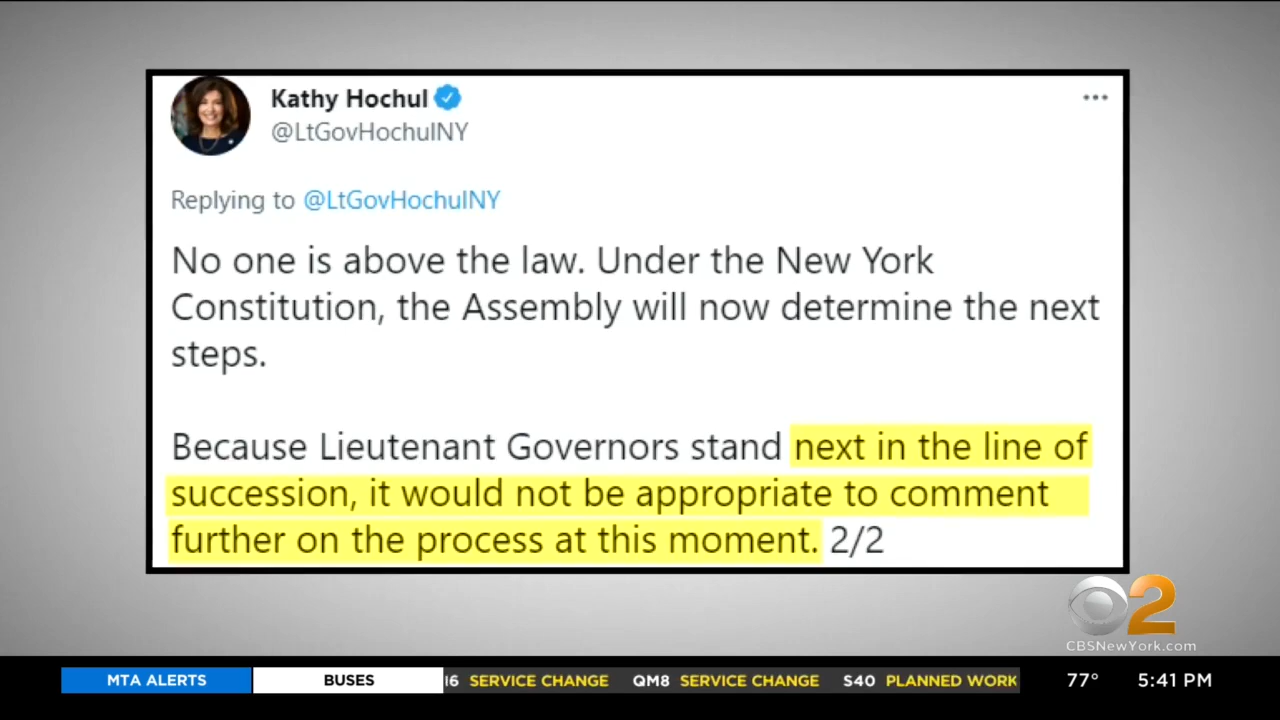 Kathy Hochul
@LtGovHochulNY
Replying to @LtGovHochulNY
No one is above the law. Under the New York
Constitution, the Assembly will now determine the next
steps.
Because Lieutenant Governors stand next in the line of
succession, it would not be appropriate to comment
further on the process at this moment. 2/2
2
CBSNewYork.com
MTA ALERTS BUSES 16 SERVICE CHANGE QM8 SERVICE CHANGE S40 PLANNED WORK 77° 5:41 PM